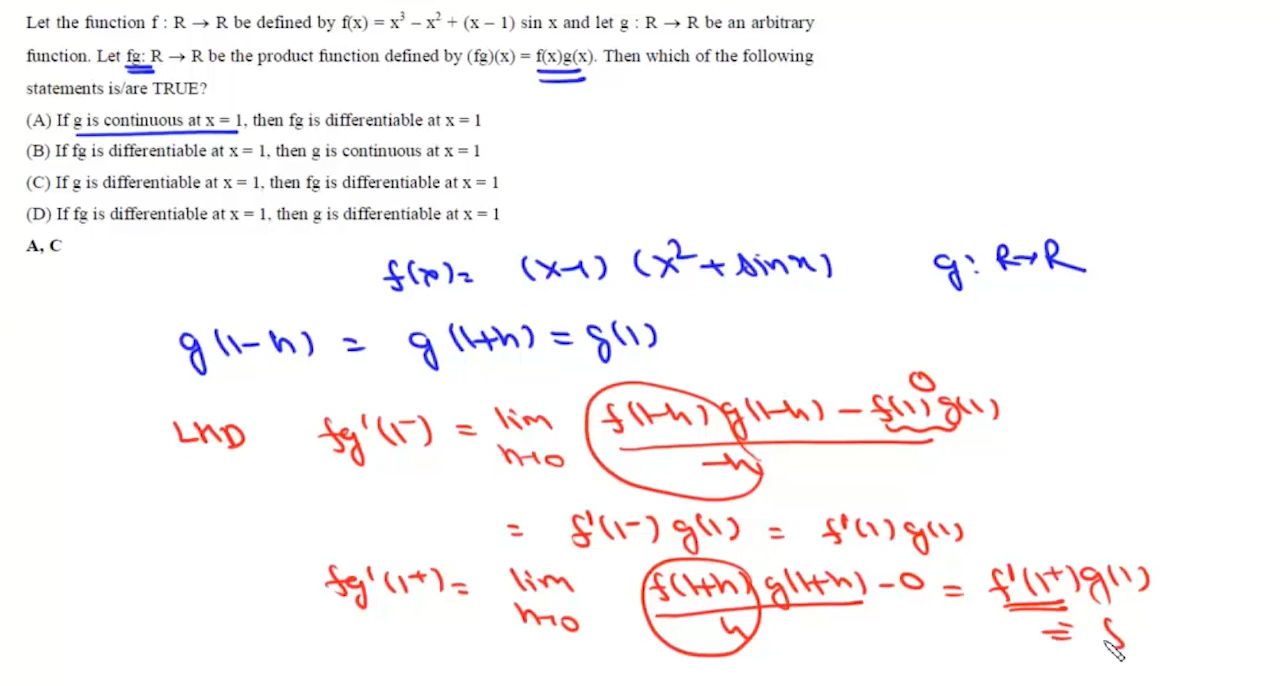 Let the function f : R → R be defined by f(x) = x³ – x² + (x – 1) sin x and let g : R → R be an arbitrary
function. Let fg: R → R be the product function defined by (fg)(x) = f(x)g(x). Then which of the following
statements is/are TRUE?
(A) If g is continuous at x = 1, then fg is differentiable at x = 1
(B) If fg is differentiable at x = 1, then g is continuous at x = 1
(C) If g is differentiable at x = 1, then fg is differentiable at x = 1
(D) If fg is differentiable at x = 1, then g is differentiable at x = 1
A, C
f(x) = (x-1) (x² + sinx) g: R→R
g(1-h) = g(1+h) = g(1)
LHD fg'(1-) = lim h→0 f(1-h) g(1-h) - f(1) g(1) / -h 0
= f'(1-) g(1) = f'(1) g(1)
fg'(1+) = lim h→0 f(1+h) g(1+h) - 0 / h = f'(1+) g(1)
=